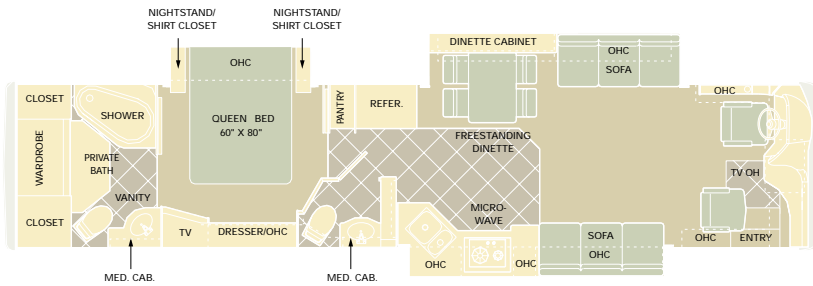 NIGHTSTAND/
SHIRT CLOSET
NIGHTSTAND/
SHIRT CLOSET
DINETTE CABINET
OHC
SOFA
OHC
OHC
CLOSET
SHOWER
PANTRY
REFER.
QUEEN BED
60" X 80"
FREESTANDING
DINETTE
WARDROBE
PRIVATE
BATH
TV OH
VANITY
MICRO-
WAVE
CLOSET
TV
DRESSER/OHC
SOFA
OHC
OHC
ENTRY
OHC
OHC
MED. CAB.
MED. CAB.